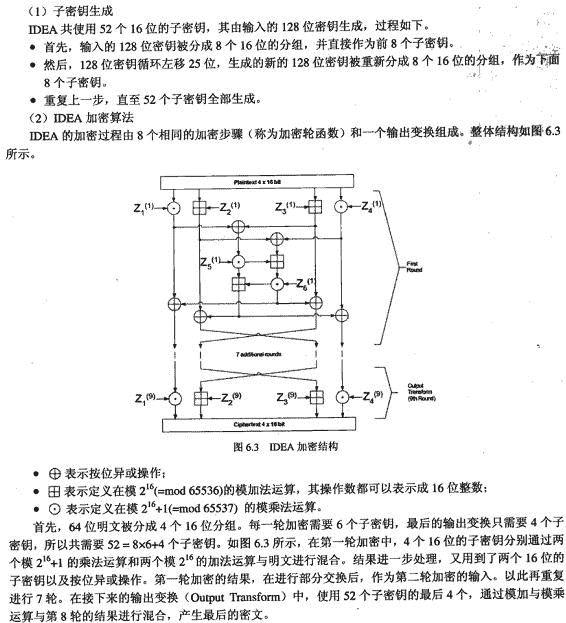 （1）子密钥生成
IDEA 共使用 52 个 16 位的子密钥，其由输入的 128 位密钥生成，过程如下。
● 首先，输入的 128 位密钥被分成 8 个 16 位的分组，并直接作为前 8 个子密钥。
● 然后，128 位密钥循环左移 25 位，生成的新的 128 位密钥被重新分成 8 个 16 位的分组，作为下面
8 个子密钥。
● 重复上一步，直至 52 个子密钥全部生成。
（2）IDEA 加密算法
IDEA 的加密过程由 8 个相同的加密步骤（称为加密轮函数）和一个输出变换组成。整体结构如图 6.3
所示。
Plaintext 4 x 16 bit
Z₁⁽¹⁾ Z₂⁽¹⁾ Z₃⁽¹⁾ Z₄⁽¹⁾
Z₅⁽¹⁾
Z₆⁽¹⁾
First
Round
7 additional rounds
Z₁⁽⁹⁾ Z₂⁽⁹⁾ Z₃⁽⁹⁾ Z₄⁽⁹⁾
Output
Transform
(9th Round)
Ciphertext 4 x 16 bit
图 6.3 IDEA 加密结构
● ⊕ 表示按位异或操作；
● ⊞ 表示定义在模 2¹⁶(=mod 65536)的模加法运算，其操作数都可以表示成 16 位整数；
● ⊙ 表示定义在模 2¹⁶+1(=mod 65537) 的模乘法运算。
首先，64 位明文被分成 4 个 16 位分组。每一轮加密需要 6 个子密钥，最后的输出变换只需要 4 个子
密钥，所以共需要 52 = 8×6+4 个子密钥。如图 6.3 所示，在第一轮加密中，4 个 16 位的子密钥分别通过两
个模 2¹⁶+1 的乘法运算和两个模 2¹⁶ 的加法运算与明文进行混合。结果进一步处理，又用到了两个 16 位的
子密钥以及按位异或操作。第一轮加密的结果，在进行部分交换后，作为第二轮加密的输入。以此再重复
进行 7 轮。在接下来的输出变换（Output Transform）中，使用 52 个子密钥的最后 4 个，通过模加与模乘
运算与第 8 轮的结果进行混合，产生最后的密文。